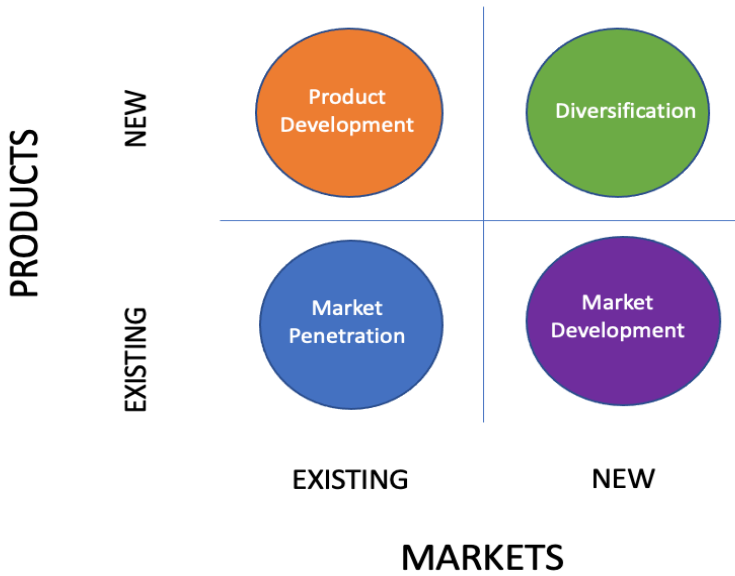 PRODUCTS
NEW
Product
Development
Diversification
EXISTING
Market
Penetration
Market
Development
EXISTING
NEW
MARKETS